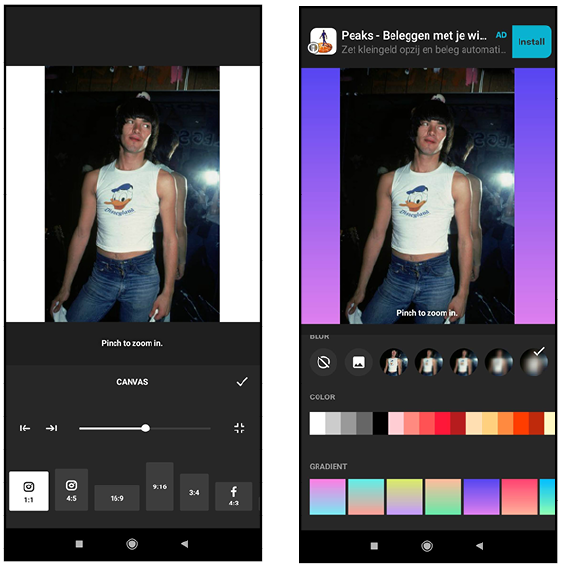 Disneyland
Pinch to zoom in.
CANVAS
1:1
4:5
16:9
9:16
3:4
4:3
Peaks - Beleggen met je wi...
AD
Zet kleingeld opzij en beleg automati...
Install
Disneyland
Pinch to zoom in.
BLUR
COLOR
GRADIENT